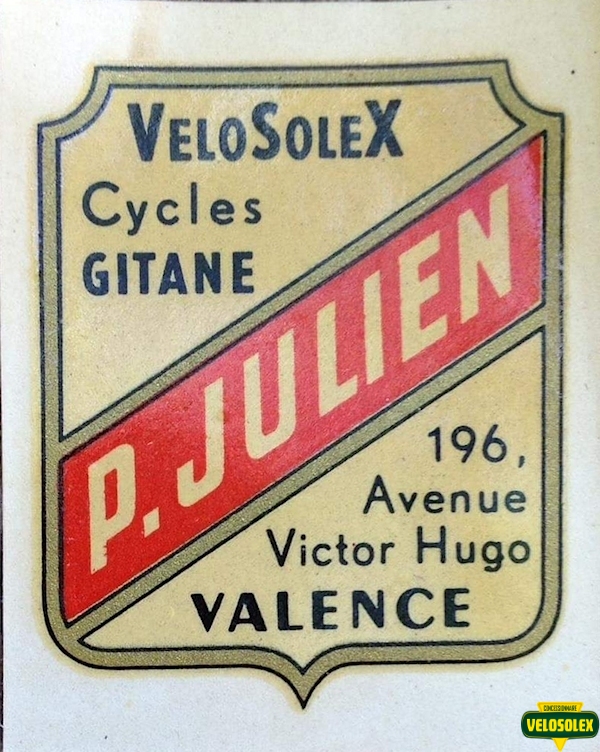 VELOSOLEX
Cycles
GITANE
P. JULIEN
196,
Avenue
Victor Hugo
VALENCE
CONCESSIONNAIRE
VELOSOLEX